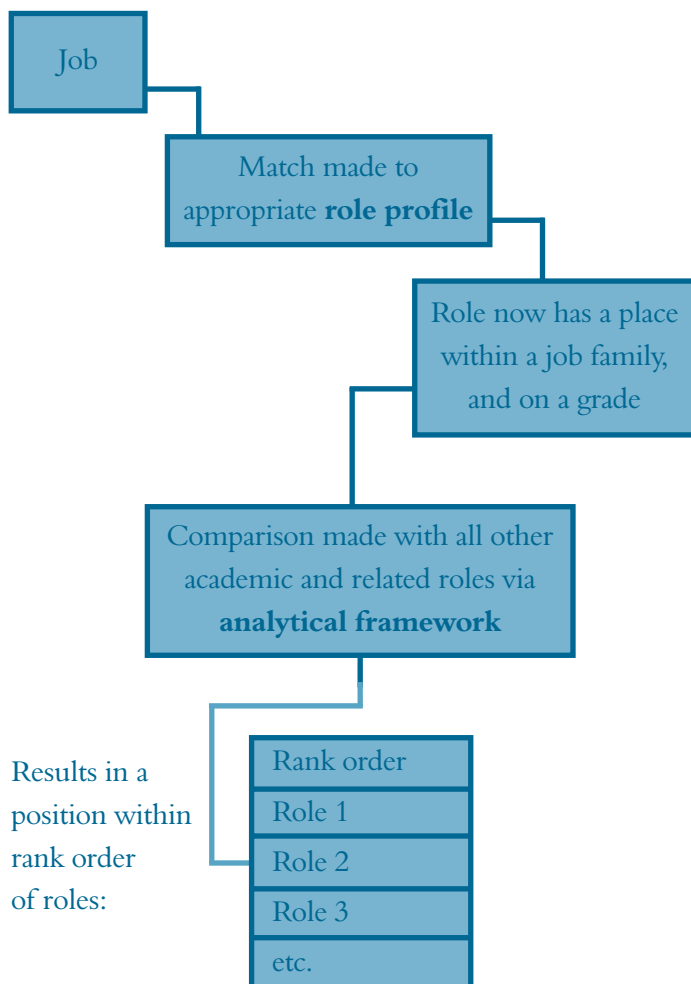 Job
Match made to
appropriate role profile
Role now has a place
within a job family,
and on a grade
Comparison made with all other
academic and related roles via
analytical framework
Results in a
position within
rank order
of roles:
Rank order
Role 1
Role 2
Role 3
etc.